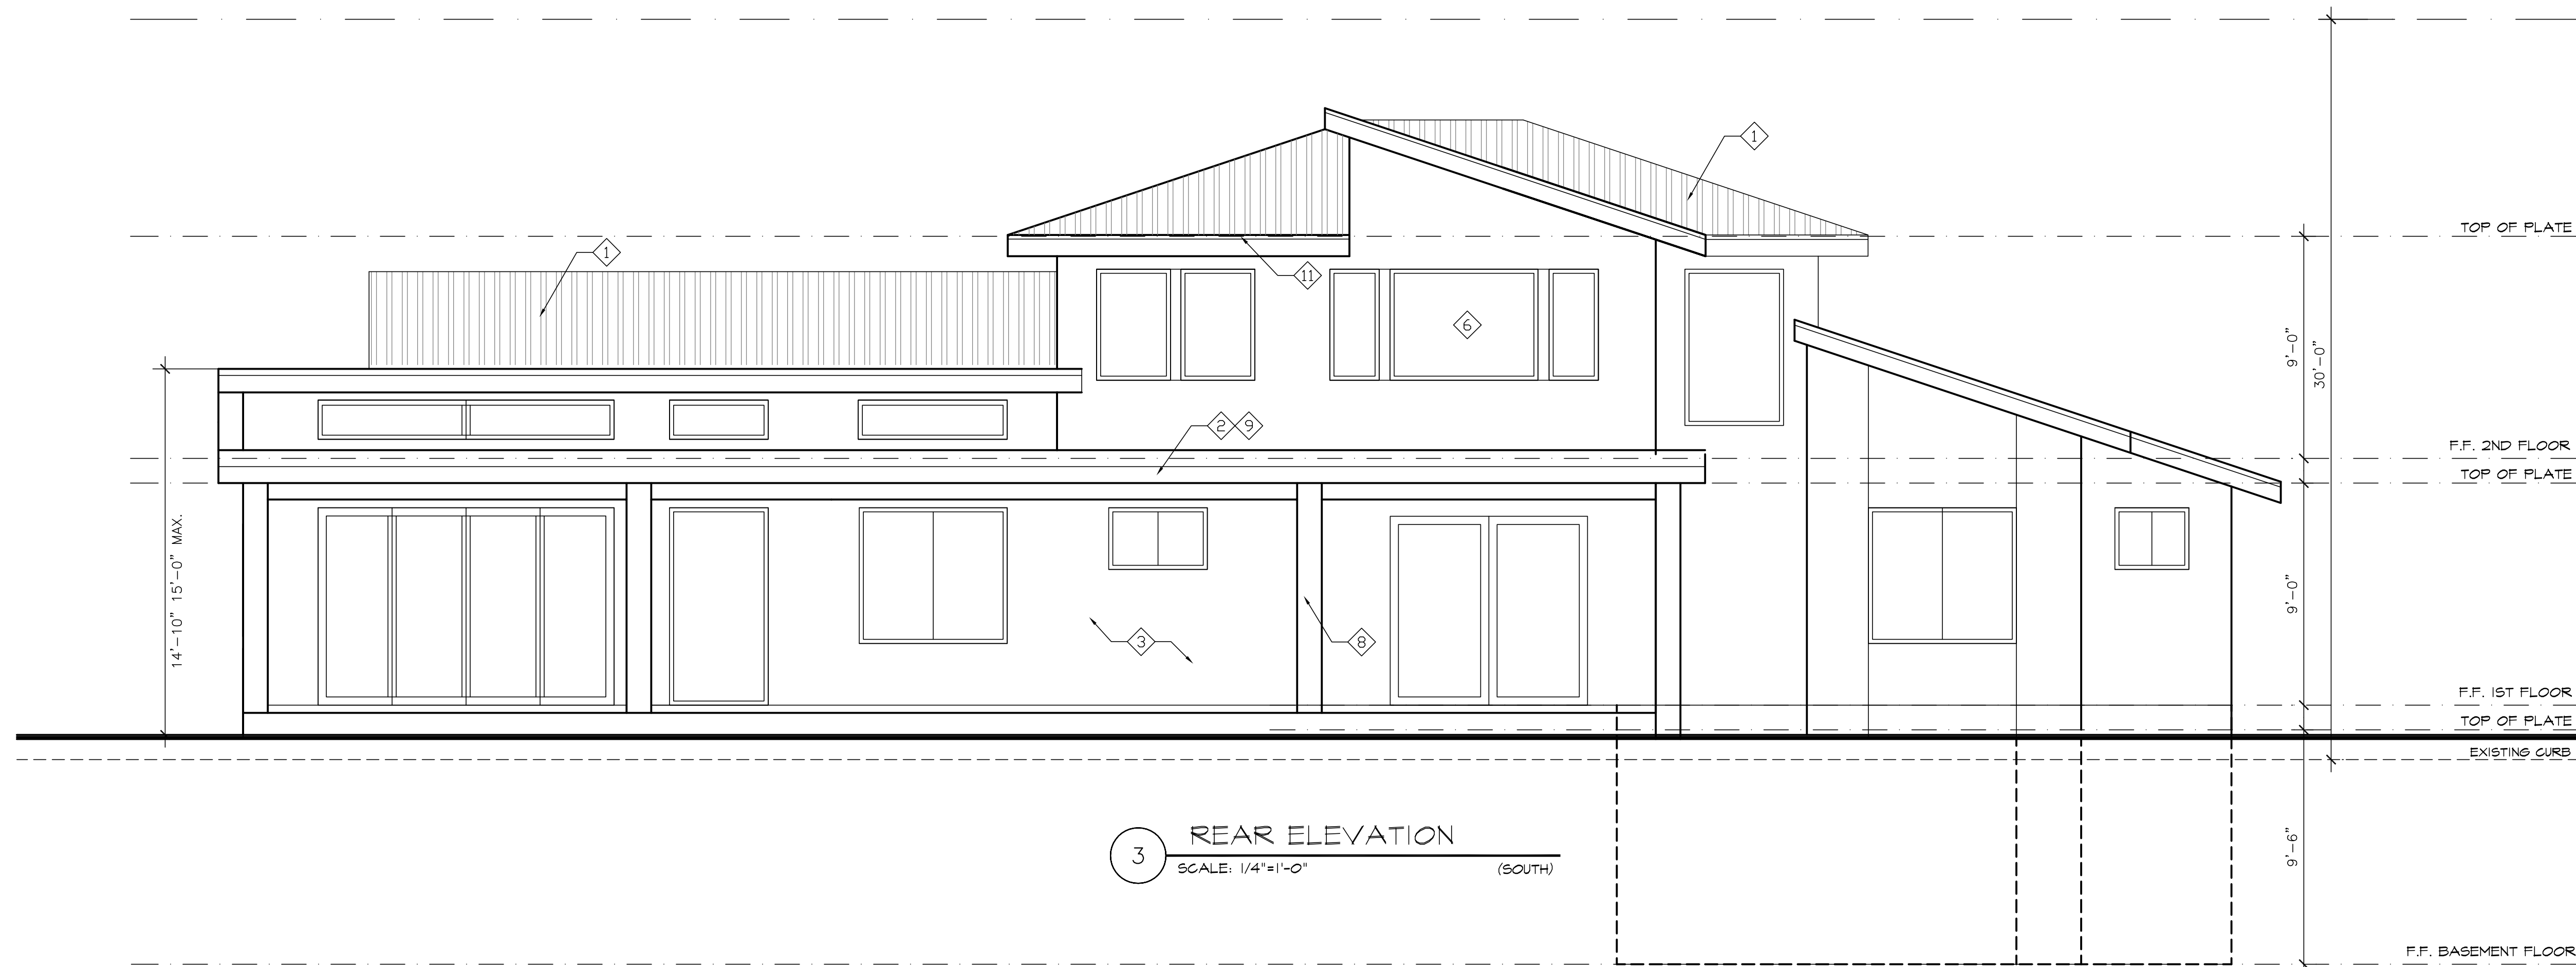 1
TOP OF PLATE
1
11
6
9'-0"
30'-0"
2 9
F.F. 2ND FLOOR
TOP OF PLATE
14'-10" 15'-0" MAX.
9'-0"
3
8
F.F. 1ST FLOOR
TOP OF PLATE
EXISTING CURB
3
REAR ELEVATION
SCALE: 1/4"=1'-0" (SOUTH)
9'-6"
F.F. BASEMENT FLOOR